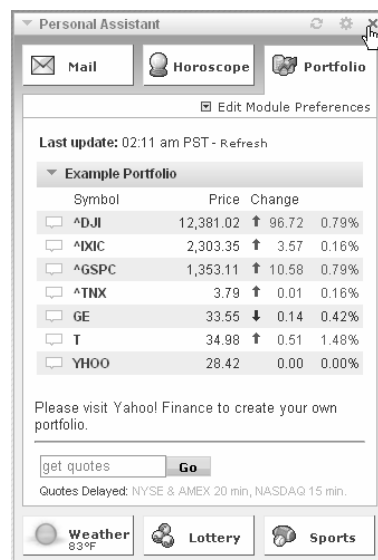 Personal Assistant
Mail Horoscope Portfolio
Edit Module Preferences
Last update: 02:11 am PST - Refresh
Example Portfolio
Symbol Price Change
^DJI 12,381.02 96.72 0.79%
^IXIC 2,303.35 3.57 0.16%
^GSPC 1,353.11 10.58 0.79%
^TNX 3.79 0.01 0.16%
GE 33.55 0.14 0.42%
T 34.98 0.51 1.48%
YHOO 28.42 0.00 0.00%
Please visit Yahoo! Finance to create your own
portfolio.
get quotes Go
Quotes Delayed: NYSE & AMEX 20 min, NASDAQ 15 min.
Weather Lottery Sports
83°F